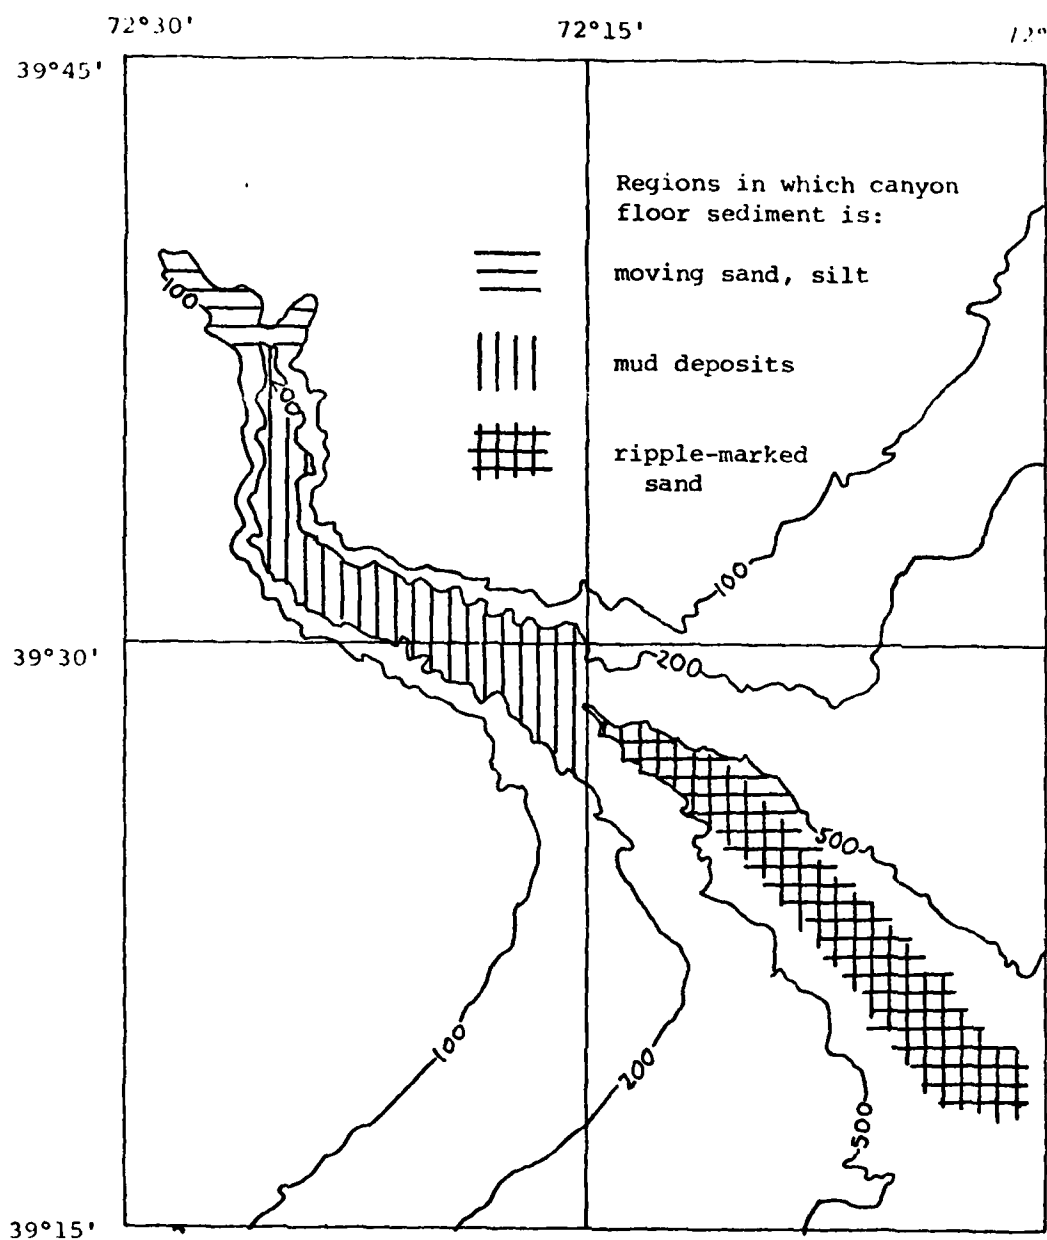 72°30'
72°15'
39°45'
Regions in which canyon
floor sediment is:
moving sand, silt
mud deposits
ripple-marked
sand
100
100
200
39°30'
500
100
200
500
39°15'